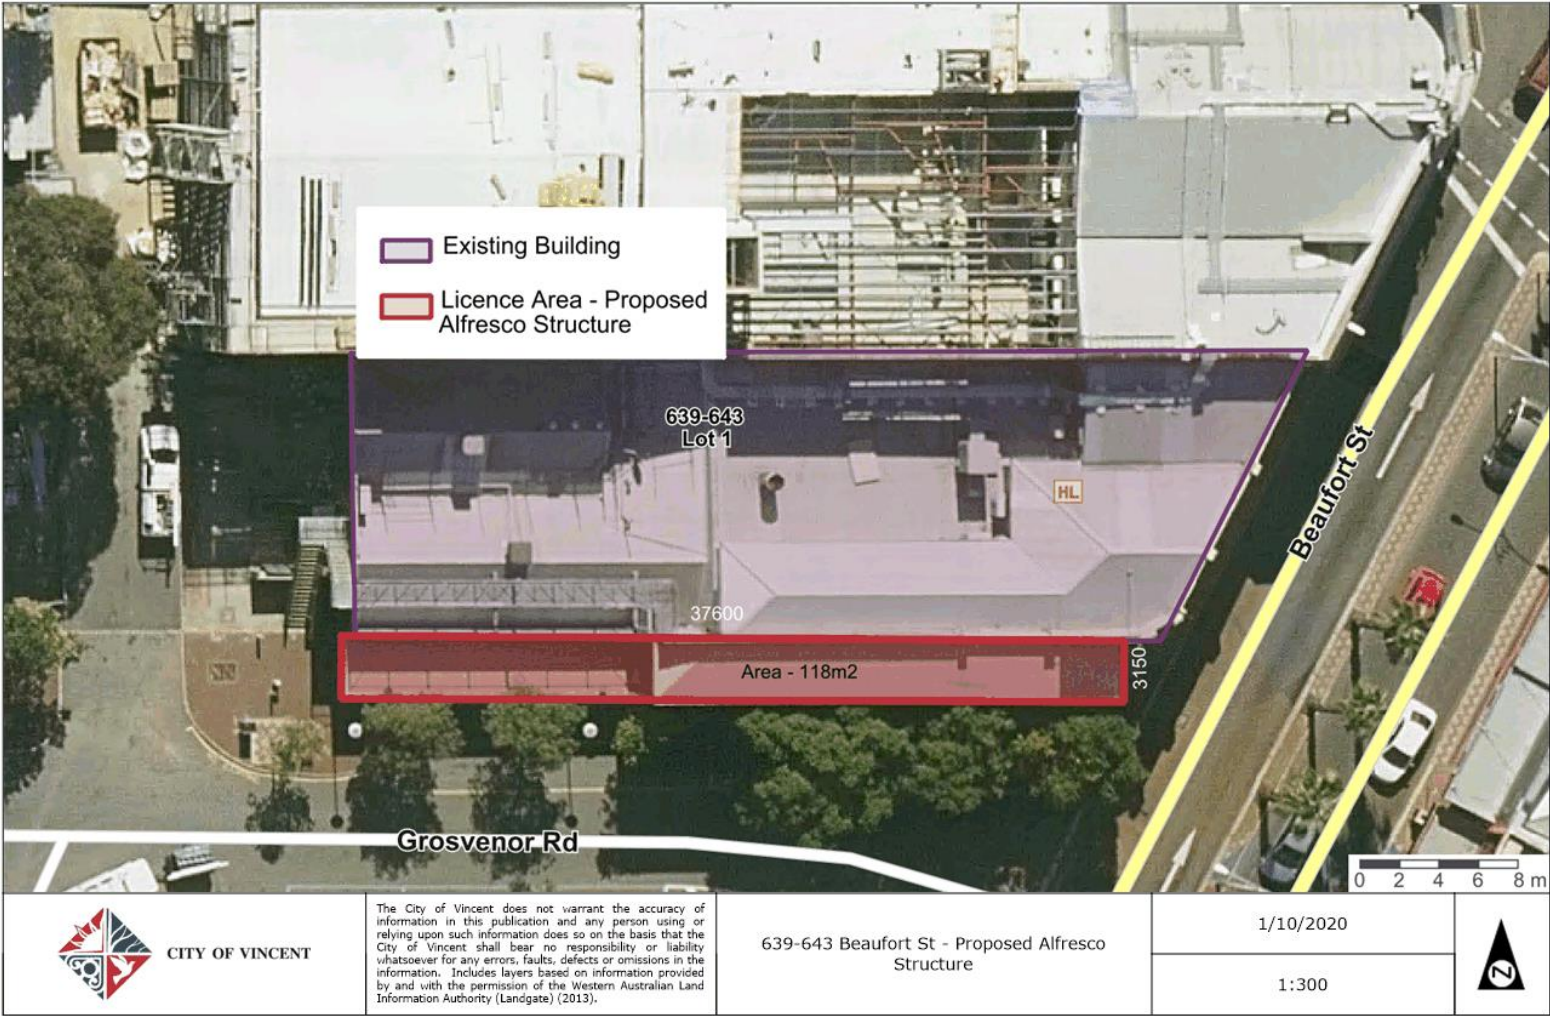 Existing Building
Licence Area - Proposed
Alfresco Structure
639-643
Lot 1
HL
Beaufort St
37600
3150
Area - 118m2
Grosvenor Rd
0 2 4 6 8 m
CITY OF VINCENT
The City of Vincent does not warrant the accuracy of
information in this publication and any person using or
relying upon such information does so on the basis that the
City of Vincent shall bear no responsibility or liability
whatsoever for any errors, faults, defects or omissions in the
information. Includes layers based on information provided
by and with the permission of the Western Australian Land
Information Authority (Landgate) (2013).
639-643 Beaufort St - Proposed Alfresco
Structure
1/10/2020
1:300
N